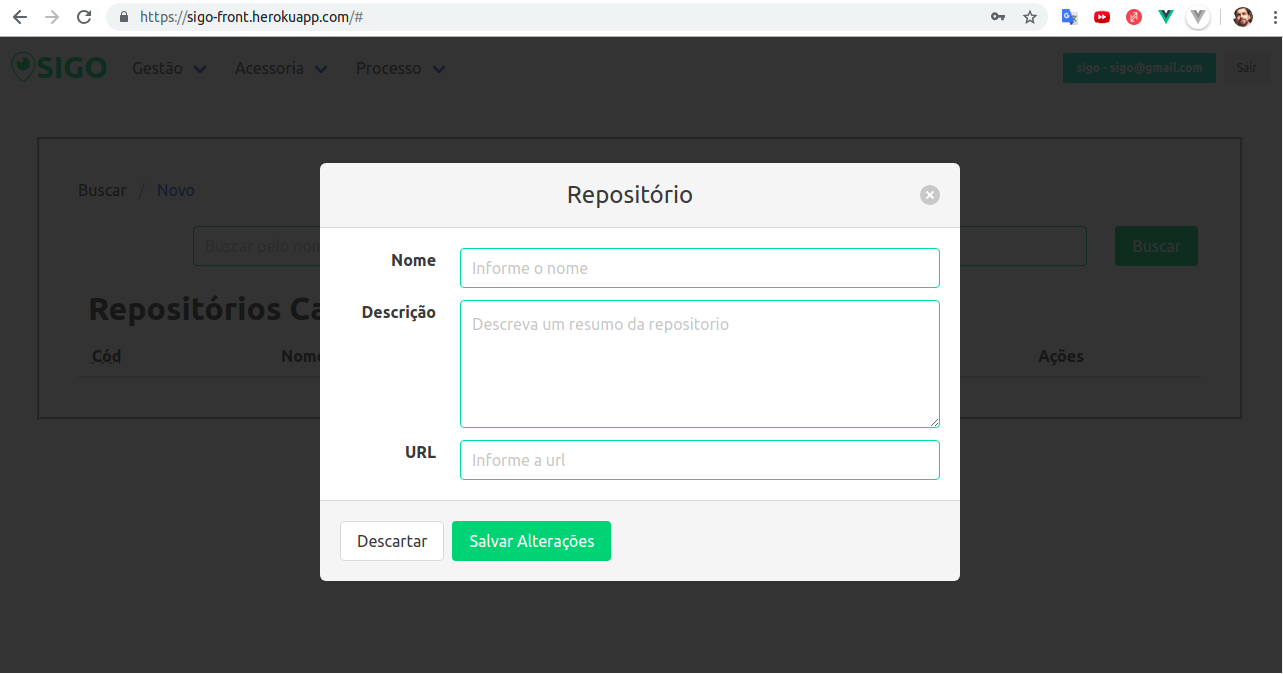 https://sigo-front.herokuapp.com/#
SIGO Gestão Acessoria Processo sigo - sigo@gmail.com Sair
Buscar / Novo
Buscar pelo Buscar
Repositórios
Cód Nome Ações
Repositório
Nome Informe o nome
Descrição Descreva um resumo da repositorio
URL Informe a url
Descartar Salvar Alterações